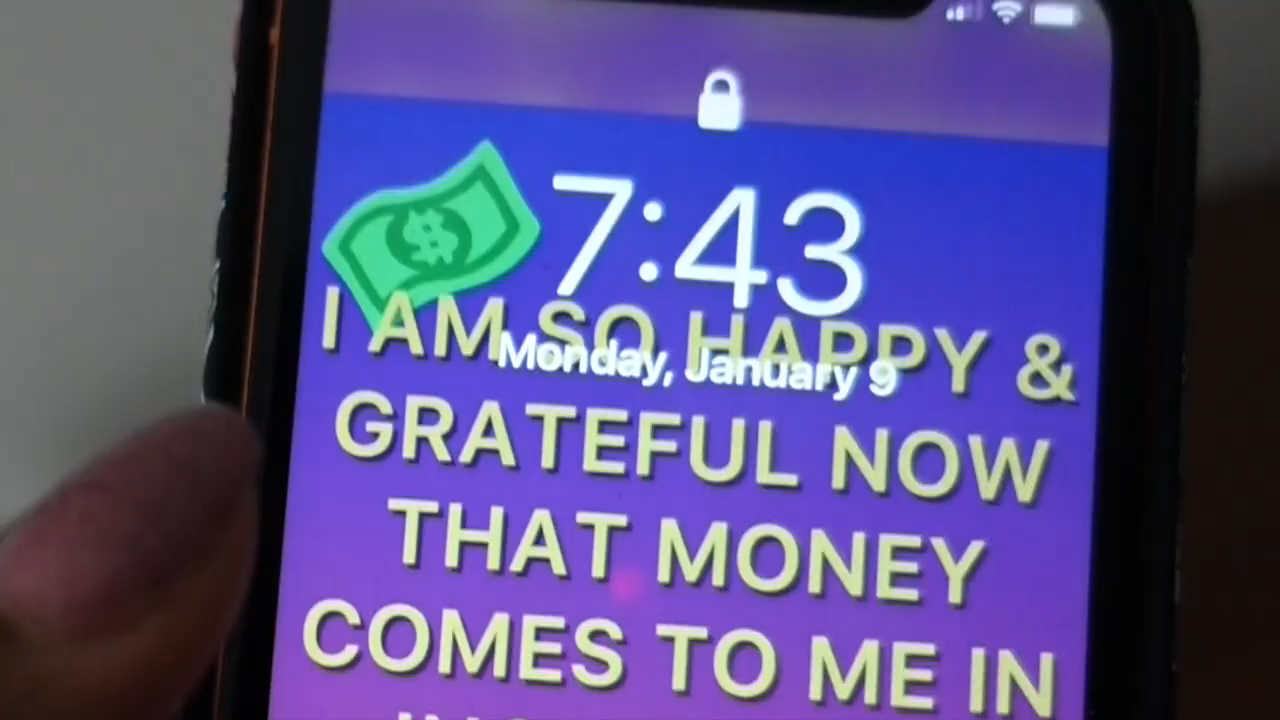 7:43
I AM SO HAPPY &
Monday, January 9
GRATEFUL NOW
THAT MONEY
COMES TO ME IN